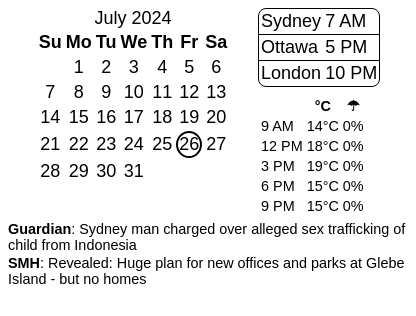 July 2024
Su Mo Tu We Th Fr Sa
1 2 3 4 5 6
7 8 9 10 11 12 13
14 15 16 17 18 19 20
21 22 23 24 25 26 27
28 29 30 31
Sydney 7 AM
Ottawa 5 PM
London 10 PM
°C ☂
9 AM 14°C 0%
12 PM 18°C 0%
3 PM 19°C 0%
6 PM 15°C 0%
9 PM 15°C 0%
Guardian: Sydney man charged over alleged sex trafficking of
child from Indonesia
SMH: Revealed: Huge plan for new offices and parks at Glebe
Island - but no homes